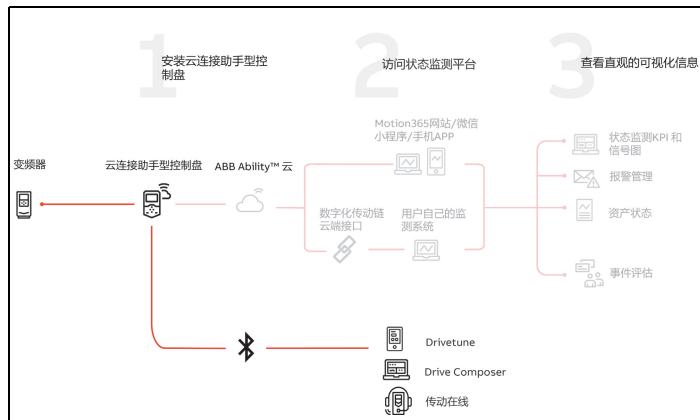 1
安装云连接助手型控
制盘
2
访问状态监测平台
3
查看直观的可视化信息
Motion365网站/微信
小程序/手机APP
状态监测KPI 和
信号图
变频器
云连接助手型控制盘
ABB Ability™ 云
报警管理
数字化传动链
云端接口
用户自己的监
测系统
资产状态
事件评估
Drivetune
Drive Composer
传动在线